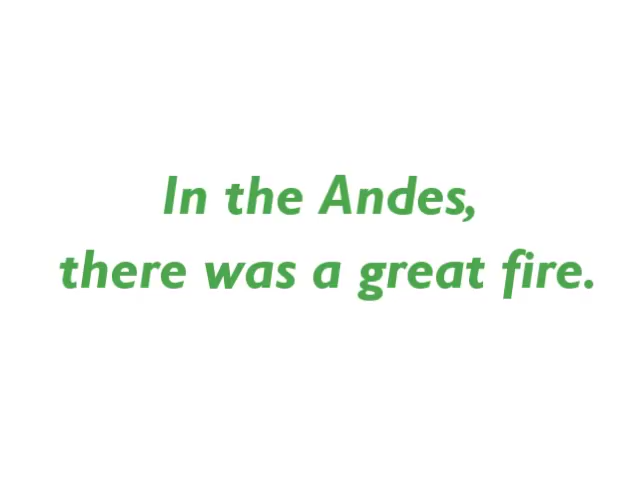 In the Andes,
there was a great fire.